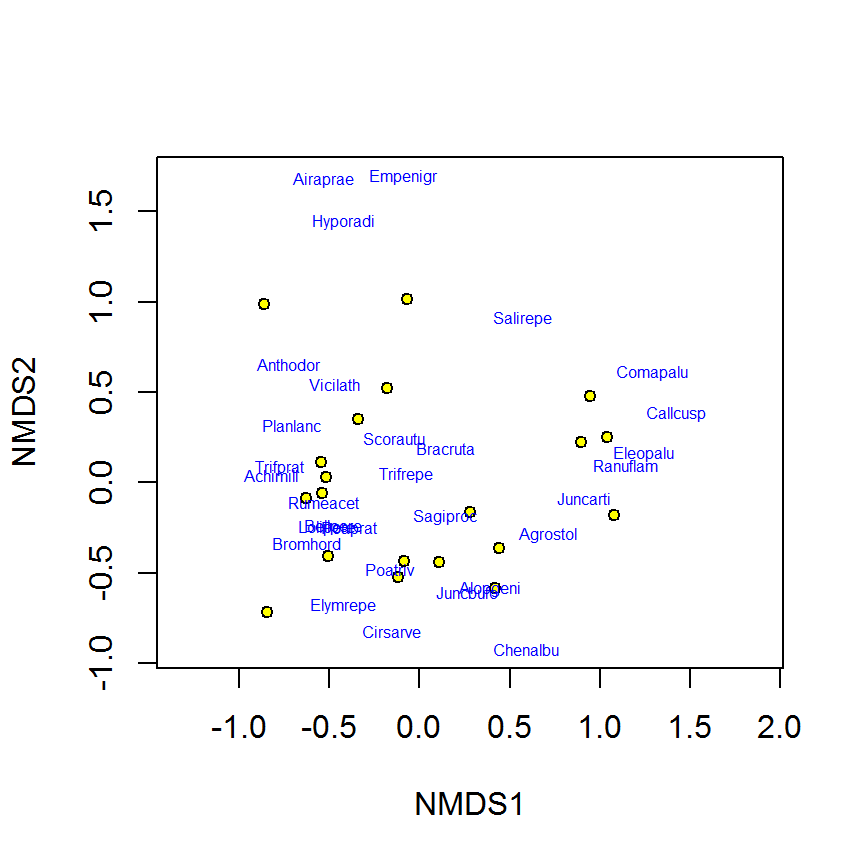 Airaprae
Empenigr
Hyporadi
Salirepe
Anthodor
Comapalu
Vicilath
Callcusp
Planlanc
Scorautu
Bracruta
Eleopalu
Trifprat
Ranuflam
Achimill
Trifrepe
Juncarti
Rumeacet
Sagiproc
Poaprat
Agrostol
Bromhord
Poatriv
Alopgeni
Juncbufo
Elymrepe
Cirsarve
Chenalbu
1.5
1.0
0.5
0.0
-0.5
-1.0
NMDS2
-1.0 -0.5 0.0 0.5 1.0 1.5 2.0
NMDS1